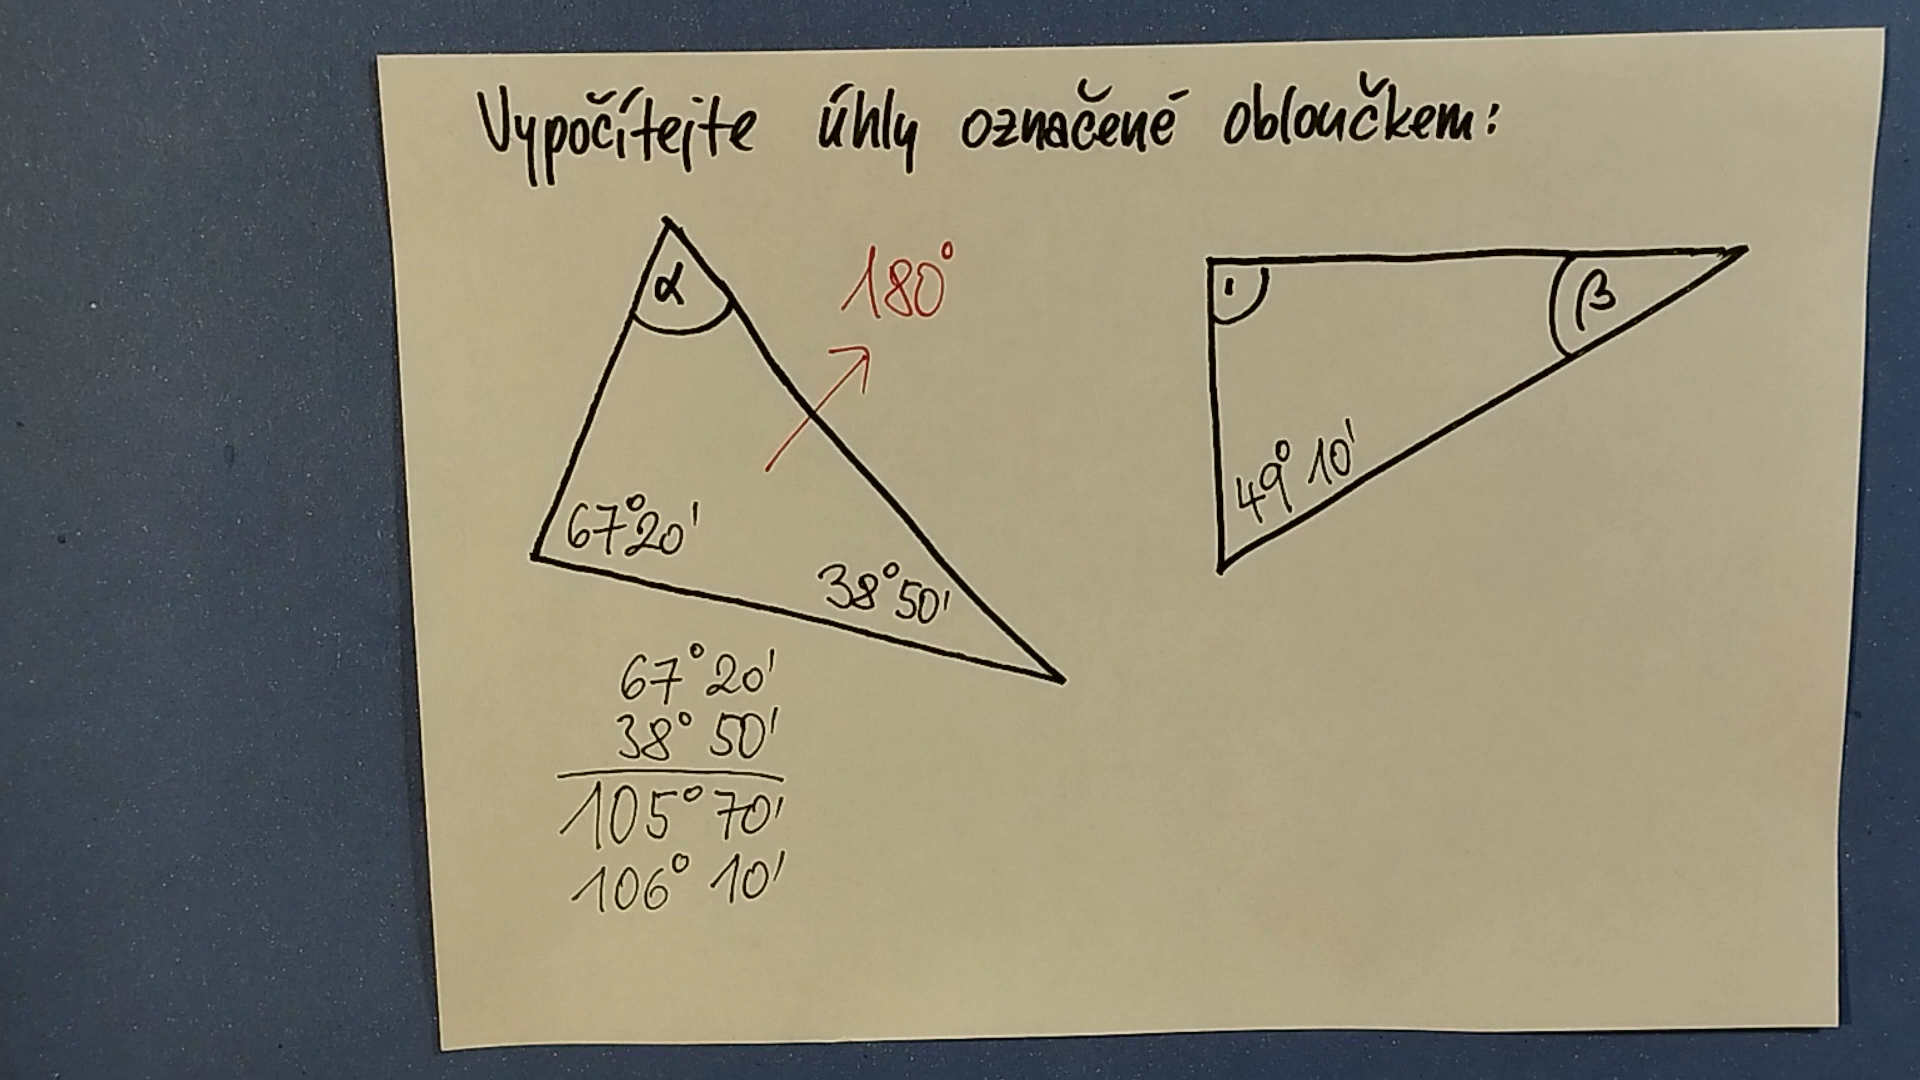 Vypočítejte úhly označené obloučkem:
α
180°
67°20'
38°50'
β
49°10'
67°20'
38°50'
105°70'
106°10'